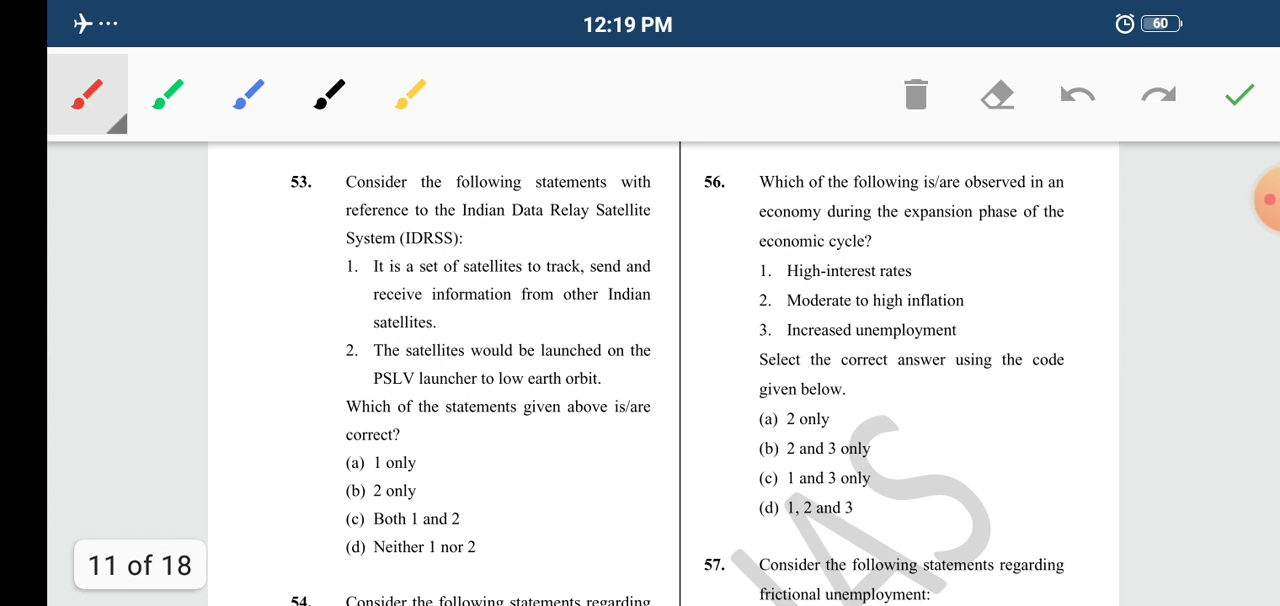 12:19 PM
60
53. Consider the following statements with
reference to the Indian Data Relay Satellite
System (IDRSS):
1. It is a set of satellites to track, send and
receive information from other Indian
satellites.
2. The satellites would be launched on the
PSLV launcher to low earth orbit.
Which of the statements given above is/are
correct?
(a) 1 only
(b) 2 only
(c) Both 1 and 2
(d) Neither 1 nor 2
54. Consider the following statements regarding
56. Which of the following is/are observed in an
economy during the expansion phase of the
economic cycle?
1. High-interest rates
2. Moderate to high inflation
3. Increased unemployment
Select the correct answer using the code
given below.
(a) 2 only
(b) 2 and 3 only
(c) 1 and 3 only
(d) 1, 2 and 3
57. Consider the following statements regarding
frictional unemployment:
IAS
11 of 18